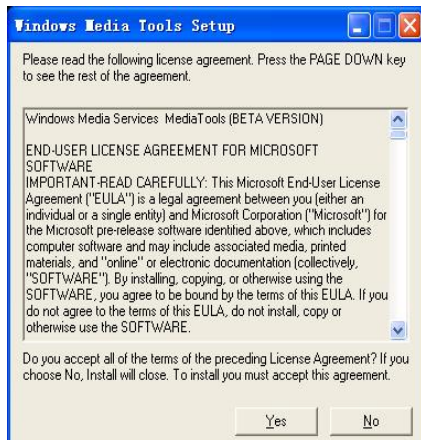 Windows Media Tools Setup
Please read the following license agreement. Press the PAGE DOWN key
to see the rest of the agreement.
Windows Media Services  MediaTools (BETA VERSION)
END-USER LICENSE AGREEMENT FOR MICROSOFT
SOFTWARE
IMPORTANT-READ CAREFULLY: This Microsoft End-User License
Agreement ("EULA") is a legal agreement between you (either an
individual or a single entity) and Microsoft Corporation ("Microsoft") for
the Microsoft pre-release software identified above, which includes
computer software and may include associated media, printed
materials, and "online" or electronic documentation (collectively,
"SOFTWARE"). By installing, copying, or otherwise using the
SOFTWARE, you agree to be bound by the terms of this EULA. If you
do not agree to the terms of this EULA, do not install, copy or
otherwise use the SOFTWARE.
Do you accept all of the terms of the preceding License Agreement? If you
choose No, Install will close. To install you must accept this agreement.
Yes No